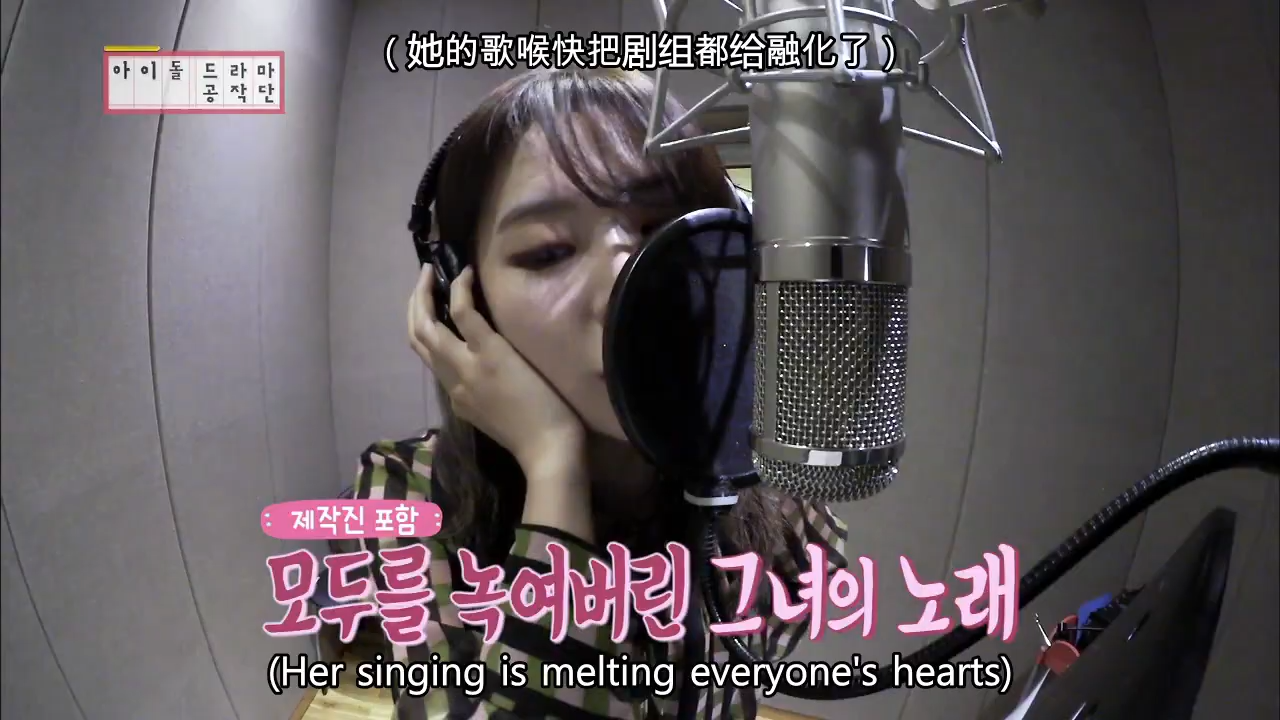 (她的歌喉快把剧组都给融化了)
아이돌 드라마
공작단
제작진 포함
모두를 녹여버린 그녀의 노래
(Her singing is melting everyone's hearts)